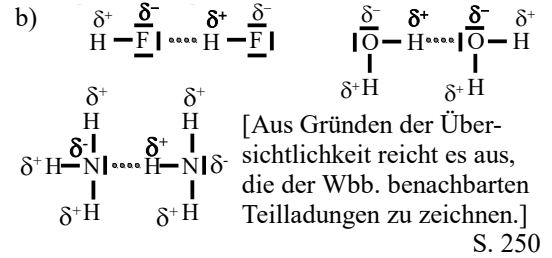 b) δ⁺ δ⁻ δ⁺ δ⁻
H F H F
δ⁻ δ⁺ δ⁻ δ⁺
O H O H
δ⁺H δ⁺H
δ⁺ δ⁺
H H
δ⁻ δ⁺
δ⁺H N H N δ⁻
δ⁺H δ⁺H
[Aus Gründen der Über-
sichtlichkeit reicht es aus,
die der Wbb. benachbarten
Teilladungen zu zeichnen.]
S. 250